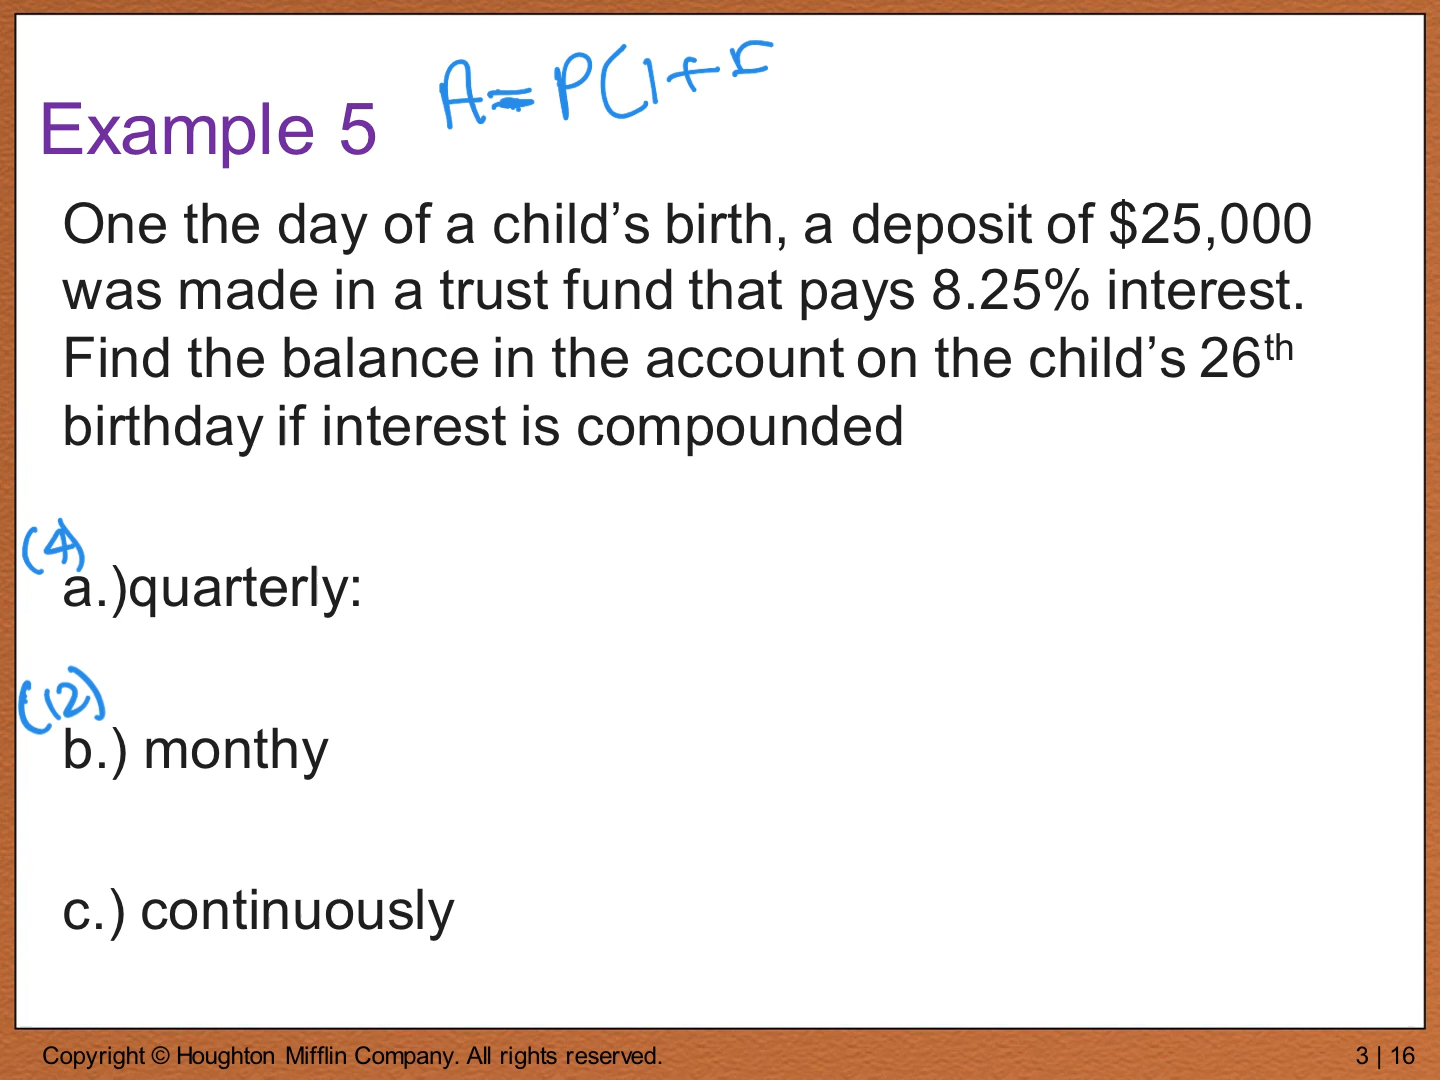 A=P(1+r
Example 5
One the day of a child’s birth, a deposit of $25,000
was made in a trust fund that pays 8.25% interest.
Find the balance in the account on the child’s 26th
birthday if interest is compounded
(4)
a.)quarterly:
(12)
b.) monthy
c.) continuously
Copyright © Houghton Mifflin Company. All rights reserved.
3 | 16